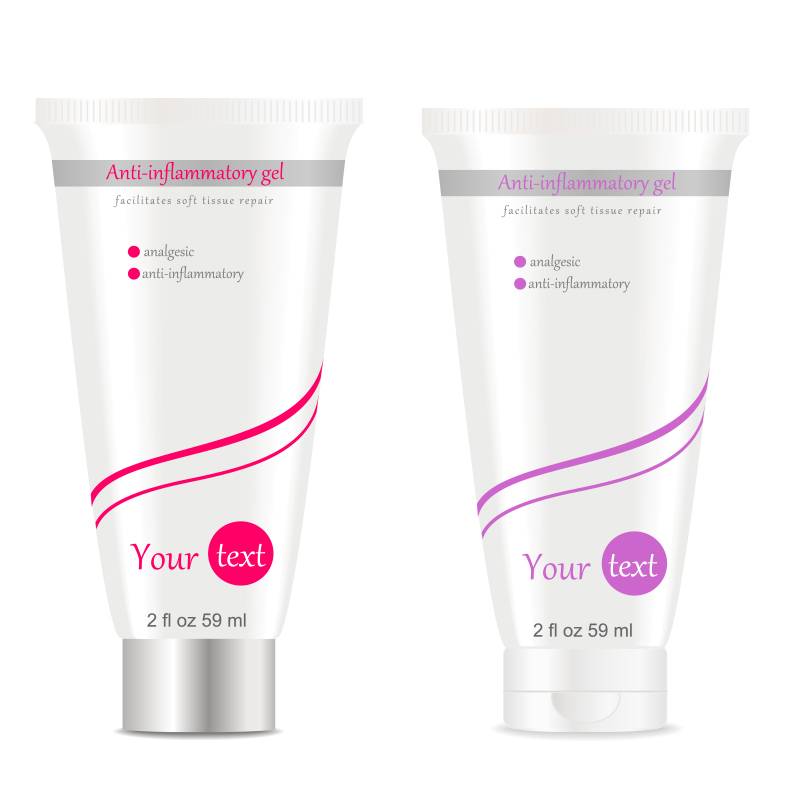 Anti-inflammatory gel
facilitates soft tissue repair
analgesic
anti-inflammatory
Your text
2 fl oz 59 ml
Anti-inflammatory gel
facilitates soft tissue repair
analgesic
anti-inflammatory
Your text
2 fl oz 59 ml